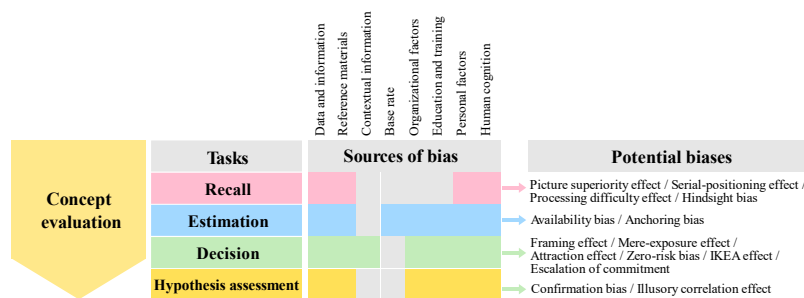 Data and information
Reference materials
Contextual information
Base rate
Organizational factors
Education and training
Personal factors
Human cognition
Tasks
Sources of bias
Potential biases
Concept
evaluation
Recall
Picture superiority effect / Serial-positioning effect /
Processing difficulty effect / Hindsight bias
Estimation
Availability bias / Anchoring bias
Decision
Framing effect / Mere-exposure effect /
Attraction effect / Zero-risk bias / IKEA effect /
Escalation of commitment
Hypothesis assessment
Confirmation bias / Illusory correlation effect